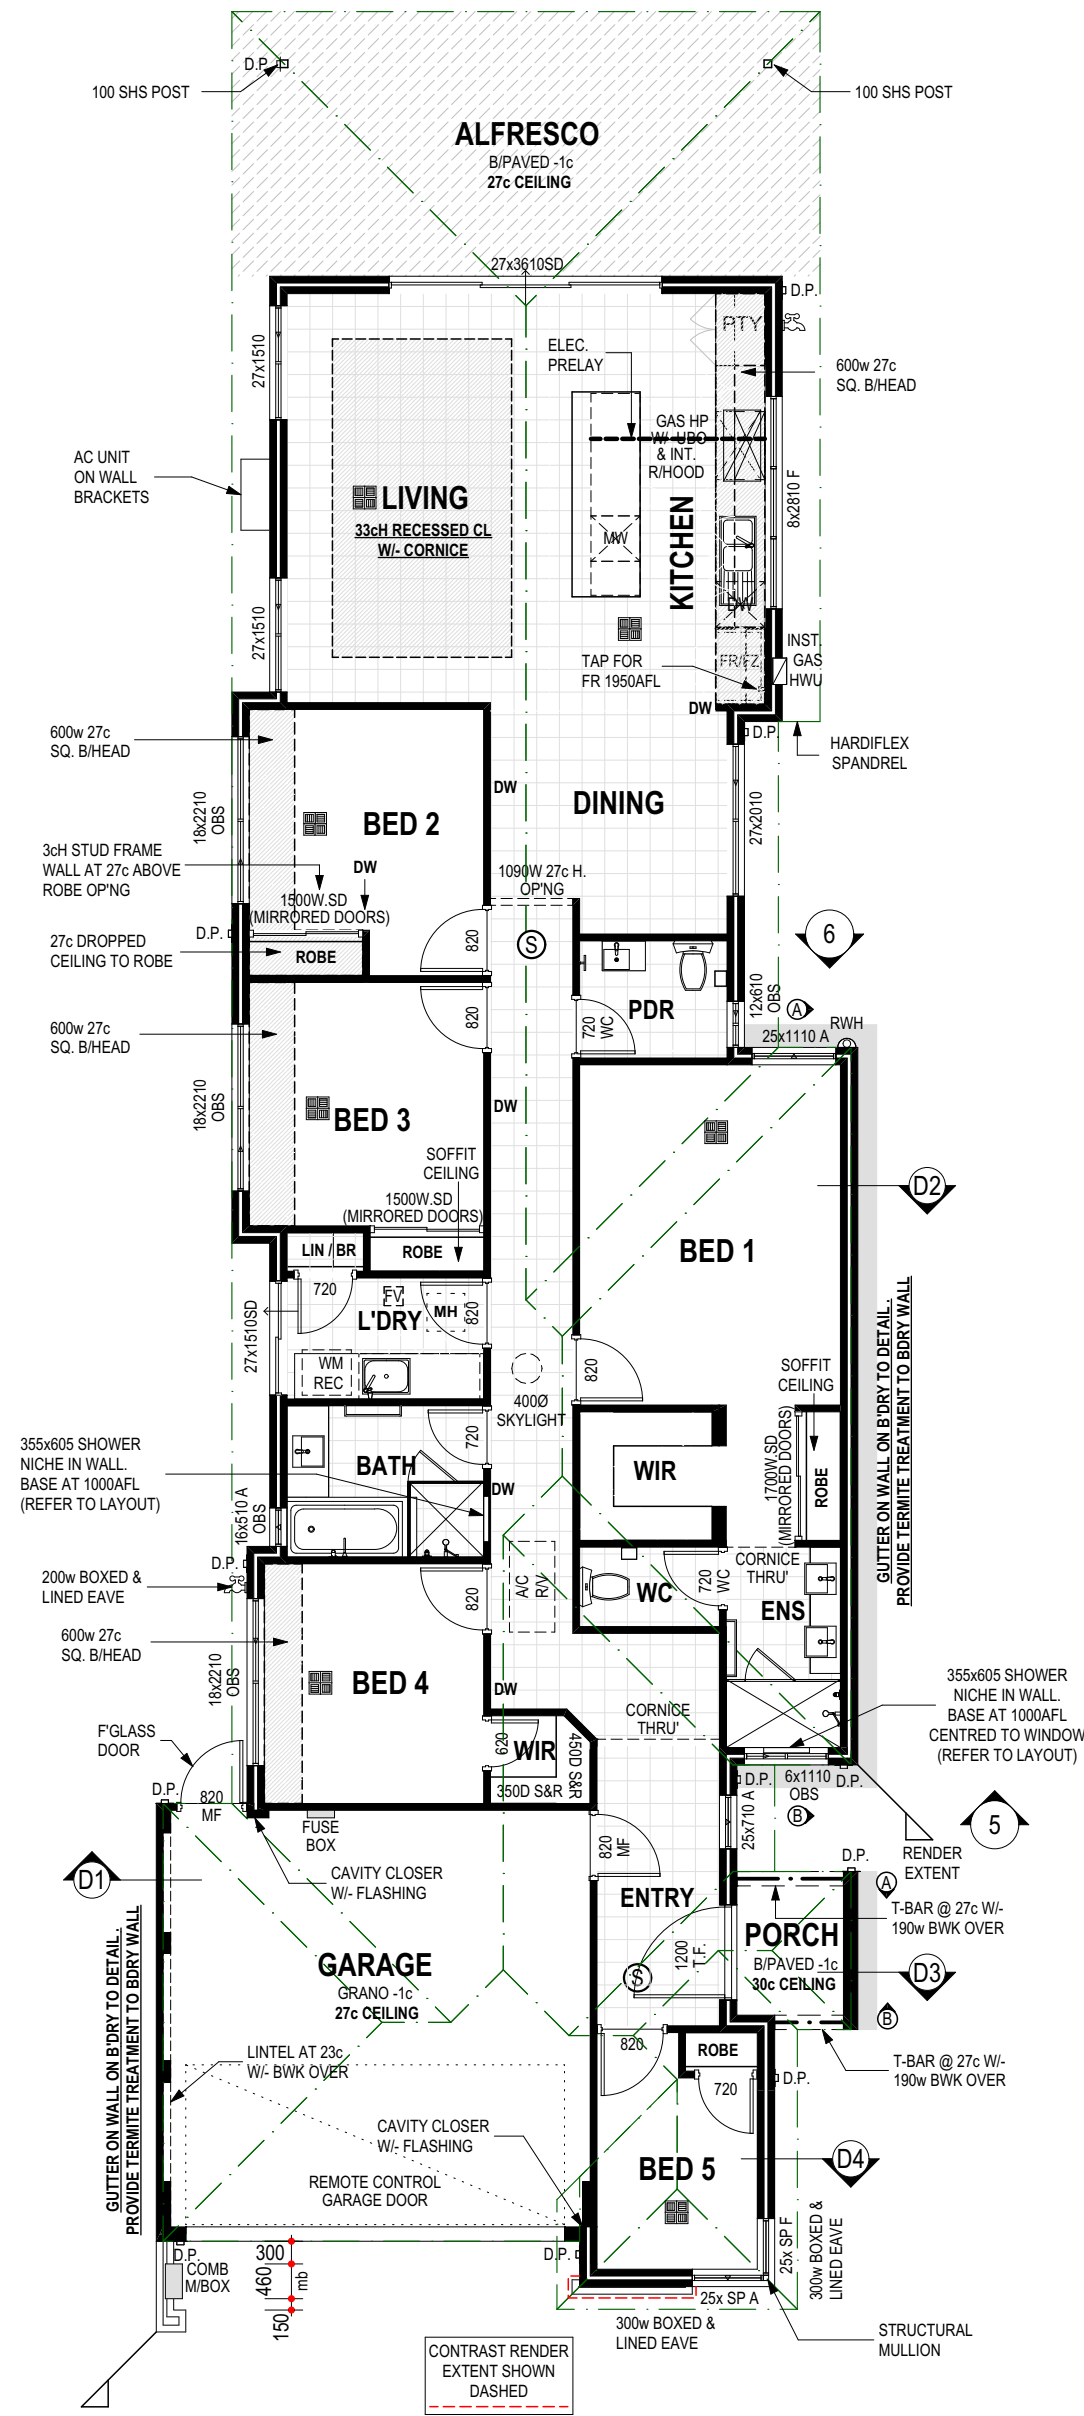 D.P.
100 SHS POST
100 SHS POST
ALFRESCO
B/PAVED -1c
27c CEILING
27x3610SD
D.P.
PTY
27x1510
ELEC.
PRELAY
600w 27c
SQ. B/HEAD
GAS HP
W/- UBO
& INT.
R/HOOD
AC UNIT
ON WALL
BRACKETS
LIVING
33cH RECESSED CL
W/- CORNICE
KITCHEN
8x2810 F
MW
DW
27x1510
INST.
GAS
HWU
TAP FOR
FR 1950AFL
FR/FZ
DW
D.P.
HARDIFLEX
SPANDREL
600w 27c
SQ. B/HEAD
18x2210
OBS
BED 2
DW
DINING
27x2010
3cH STUD FRAME
WALL AT 27c ABOVE
ROBE OP'NG
DW
1500W.SD
(MIRRORED DOORS)
1090W 27c H.
OP'NG
D.P.
27c DROPPED
CEILING TO ROBE
ROBE
820
S
6
600w 27c
SQ. B/HEAD
820
720
WC
PDR
12x610
OBS
A
25x1110 A
RWH
18x2210
OBS
BED 3
DW
SOFFIT
CEILING
1500W.SD
(MIRRORED DOORS)
D2
LIN / BR
ROBE
BED 1
720
FV
MH
820
L'DRY
27x1510SD
WM
REC
400Ø
SKYLIGHT
820
SOFFIT
CEILING
GUTTER ON WALL ON B'DRY TO DETAIL.
PROVIDE TERMITE TREATMENT TO BDRY WALL
355x605 SHOWER
NICHE IN WALL.
BASE AT 1000AFL
(REFER TO LAYOUT)
BATH
720
WIR
1700W.SD
(MIRRORED DOORS)
ROBE
DW
16x510 A
OBS
D.P.
200w BOXED &
LINED EAVE
A/C
R/V
820
WC
720
WC
CORNICE
THRU'
ENS
600w 27c
SQ. B/HEAD
18x2210
OBS
BED 4
DW
CORNICE
THRU'
355x605 SHOWER
NICHE IN WALL.
BASE AT 1000AFL
CENTRED TO WINDOW
(REFER TO LAYOUT)
F'GLASS
DOOR
620
WIR
450D S&R
350D S&R
D.P.
820
MF
D.P.
6x1110
OBS
D.P.
B
25x710 A
5
FUSE
BOX
820
MF
RENDER
EXTENT
D.P.
D1
CAVITY CLOSER
W/- FLASHING
ENTRY
A
T-BAR @ 27c W/-
190w BWK OVER
GUTTER ON WALL ON B'DRY TO DETAIL.
PROVIDE TERMITE TREATMENT TO BDRY WALL
GARAGE
GRANO -1c
27c CEILING
1200
T.F.
S
PORCH
B/PAVED -1c
30c CEILING
D3
B
LINTEL AT 23c
W/- BWK OVER
820
ROBE
720
D.P.
T-BAR @ 27c W/-
190w BWK OVER
CAVITY CLOSER
W/- FLASHING
REMOTE CONTROL
GARAGE DOOR
BED 5
D4
25x SP F
300w BOXED &
LINED EAVE
D.P.
COMB
M/BOX
300
460
mb
150
D.P.
25x SP A
300w BOXED &
LINED EAVE
STRUCTURAL
MULLION
CONTRAST RENDER
EXTENT SHOWN
DASHED